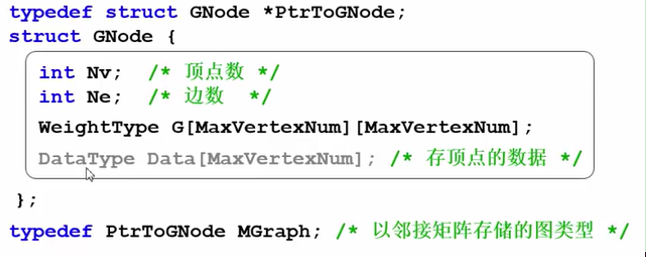 typedef struct GNode *PtrToGNode;
struct GNode {
int Nv; /* 顶点数 */
int Ne; /* 边数 */
WeightType G[MaxVertexNum][MaxVertexNum];
DataType Data[MaxVertexNum]; /* 存顶点的数据 */
};
typedef PtrToGNode MGraph; /* 以邻接矩阵存储的图类型 */